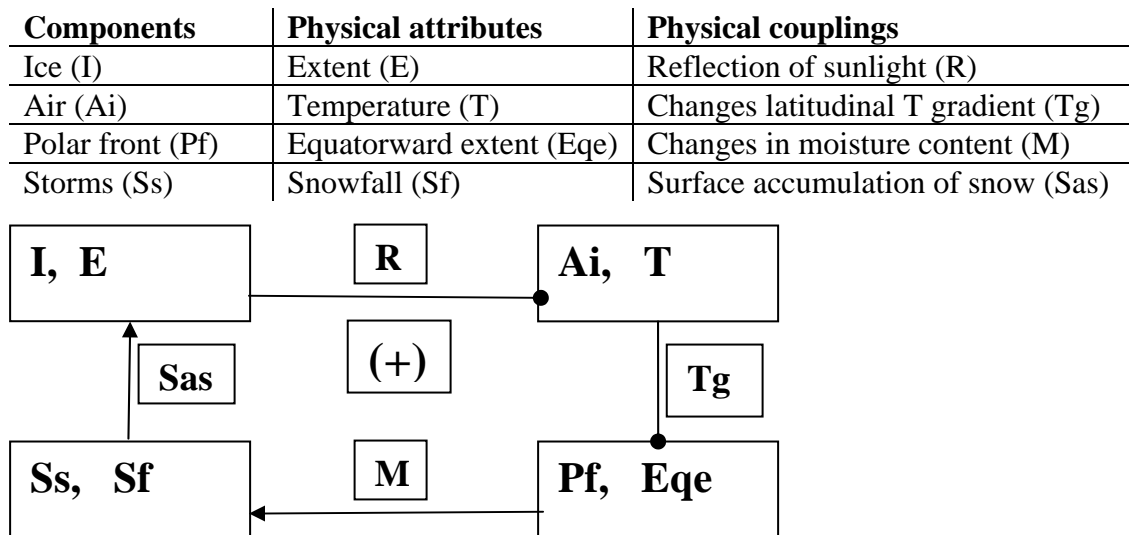 Components Physical attributes Physical couplings
Ice (I) Extent (E) Reflection of sunlight (R)
Air (Ai) Temperature (T) Changes latitudinal T gradient (Tg)
Polar front (Pf) Equatorward extent (Eqe) Changes in moisture content (M)
Storms (Ss) Snowfall (Sf) Surface accumulation of snow (Sas)
I, E R Ai, T
(+)
Sas Tg
Ss, Sf M Pf, Eqe